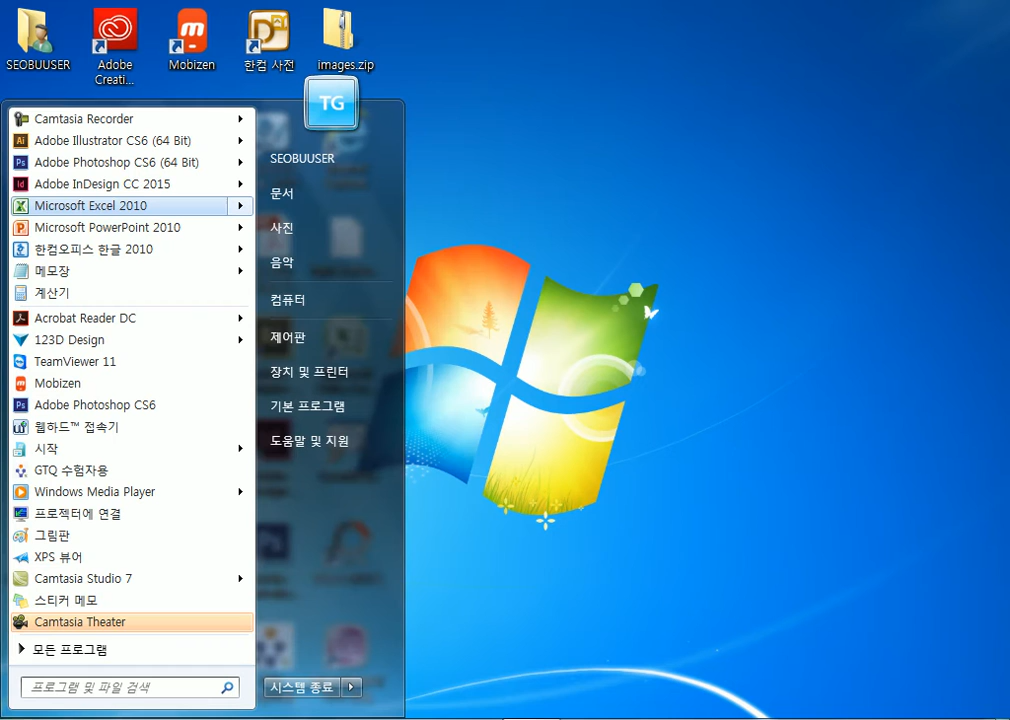 SEOBUUSER
Adobe
Creati...
Mobizen
한컴 사전
images.zip
TG
Camtasia Recorder
Ai
Adobe Illustrator CS6 (64 Bit)
Ps
Adobe Photoshop CS6 (64 Bit)
Id
Adobe InDesign CC 2015
Microsoft Excel 2010
Microsoft PowerPoint 2010
한컴오피스 한글 2010
메모장
계산기
Acrobat Reader DC
123D Design
TeamViewer 11
Mobizen
Ps
Adobe Photoshop CS6
웹하드™ 접속기
시작
GTQ 수험자용
Windows Media Player
프로젝터에 연결
그림판
XPS 뷰어
Camtasia Studio 7
스티커 메모
Camtasia Theater
모든 프로그램
프로그램 및 파일 검색
SEOBUUSER
문서
사진
음악
컴퓨터
제어판
장치 및 프린터
기본 프로그램
도움말 및 지원
시스템 종료